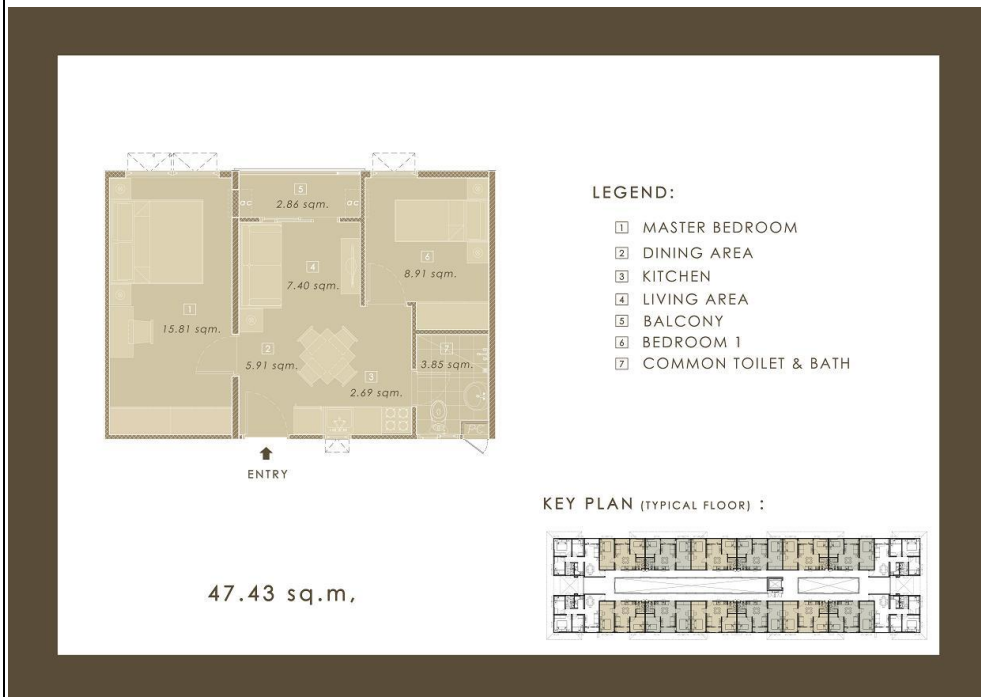 5
2.86 sqm.
6
8.91 sqm.
4
7.40 sqm.
1
15.81 sqm.
2
5.91 sqm.
7
3.85 sqm.
3
2.69 sqm.
PC
ENTRY
47.43 sq.m,
LEGEND:
1 MASTER BEDROOM
2 DINING AREA
3 KITCHEN
4 LIVING AREA
5 BALCONY
6 BEDROOM 1
7 COMMON TOILET & BATH
KEY PLAN (TYPICAL FLOOR) :